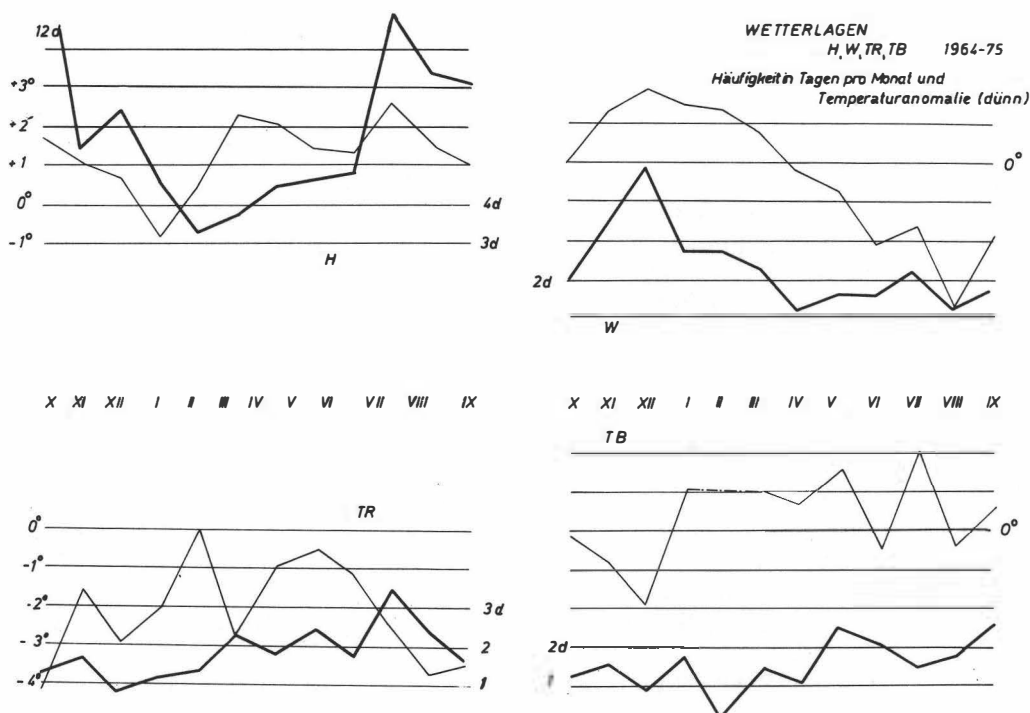 WETTERLAGEN
H, W, TR, TB 1964-75
Häufigkeit in Tagen pro Monat und
Temperaturanomalie (dünn)
12d
+3°
+2°
+1
0° 4d
-1° 3d
H
0°
2d
W
X XI XII I II III IV V VI VII VIII IX
X XI XII I II III IV V VI VII VIII IX
TR
0°
-1°
-2° 3d
-3° 2
-4° 1
TB
0°
2d
1